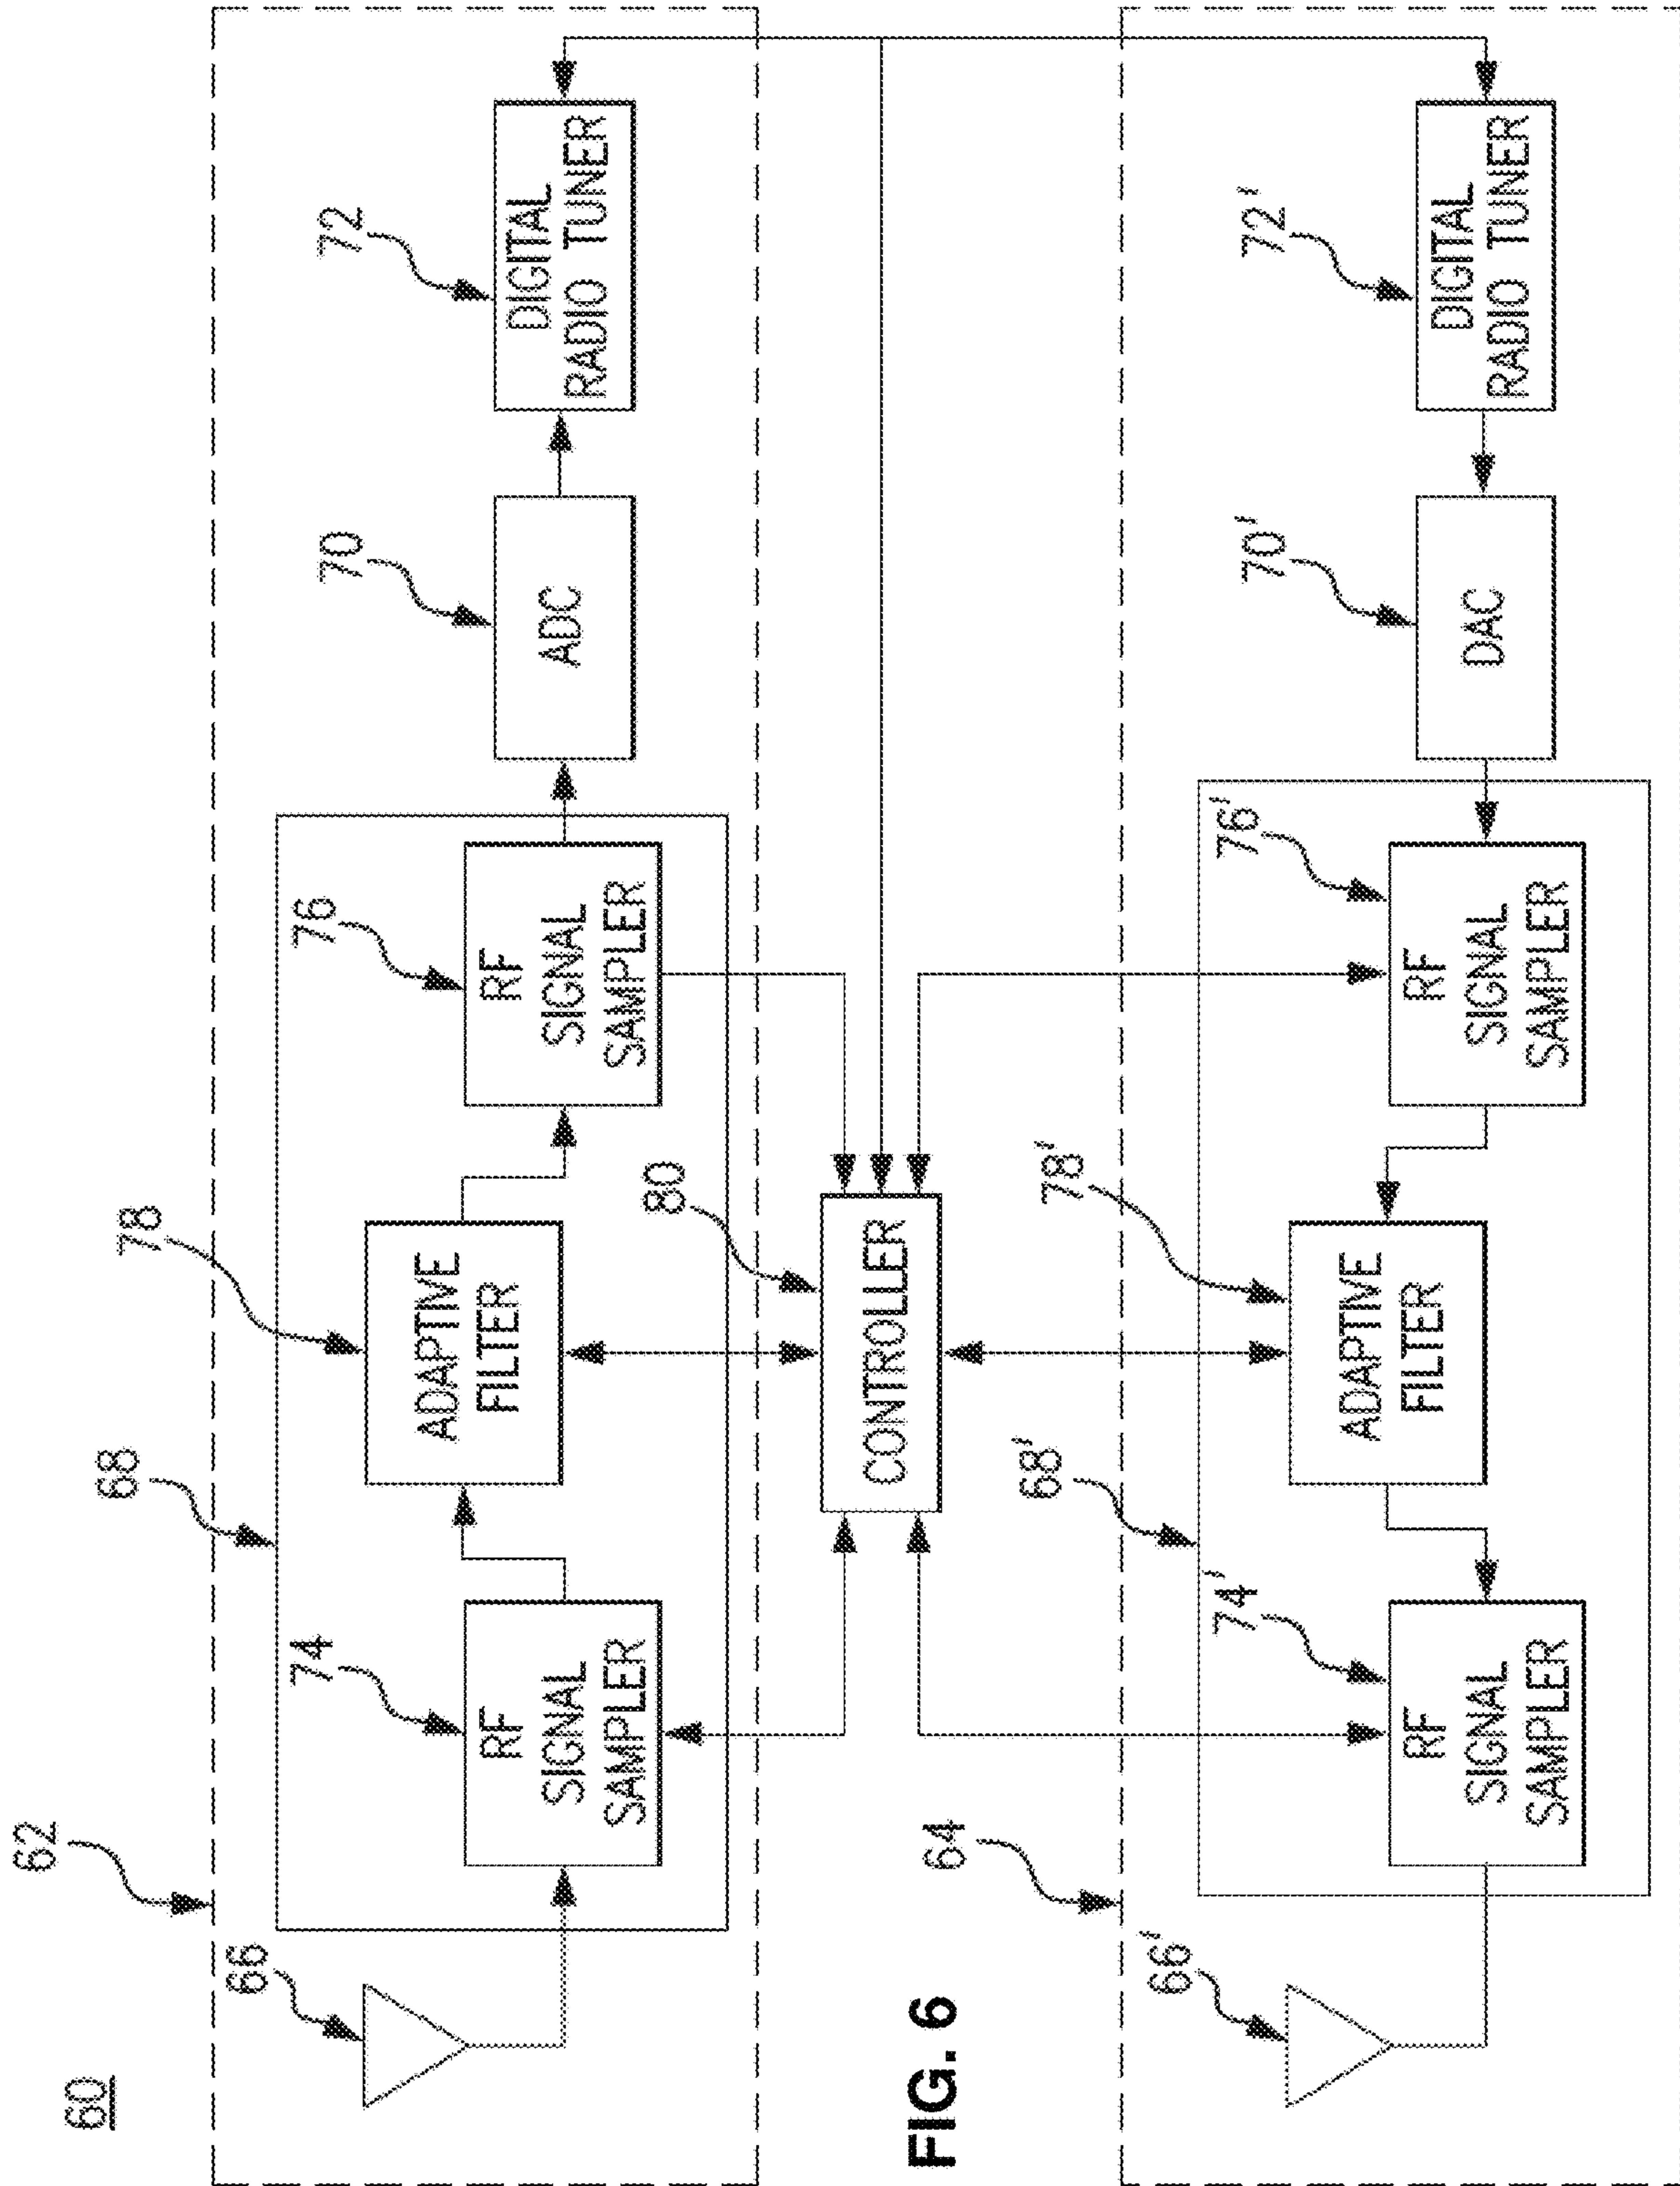 60
62
66
68
74
RF
SIGNAL
SAMPLER
78
ADAPTIVE
FILTER
76
RF
SIGNAL
SAMPLER
70
ADC
72
DIGITAL
RADIO TUNER
80
CONTROLLER
64
66'
68'
74'
RF
SIGNAL
SAMPLER
78'
ADAPTIVE
FILTER
76'
RF
SIGNAL
SAMPLER
70'
DAC
72'
DIGITAL
RADIO TUNER
FIG. 6